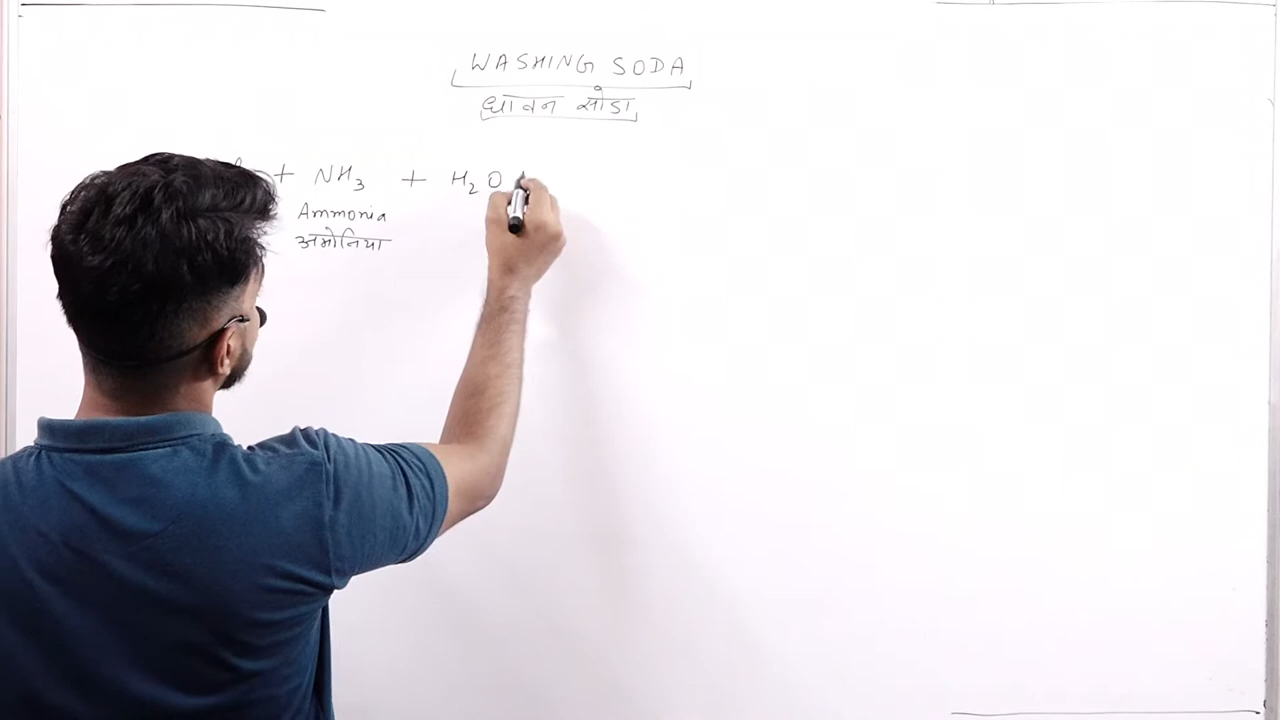 WASHING SODA
धावन सोडा
+ NH₃ + H₂O
Ammonia
अमोनिया